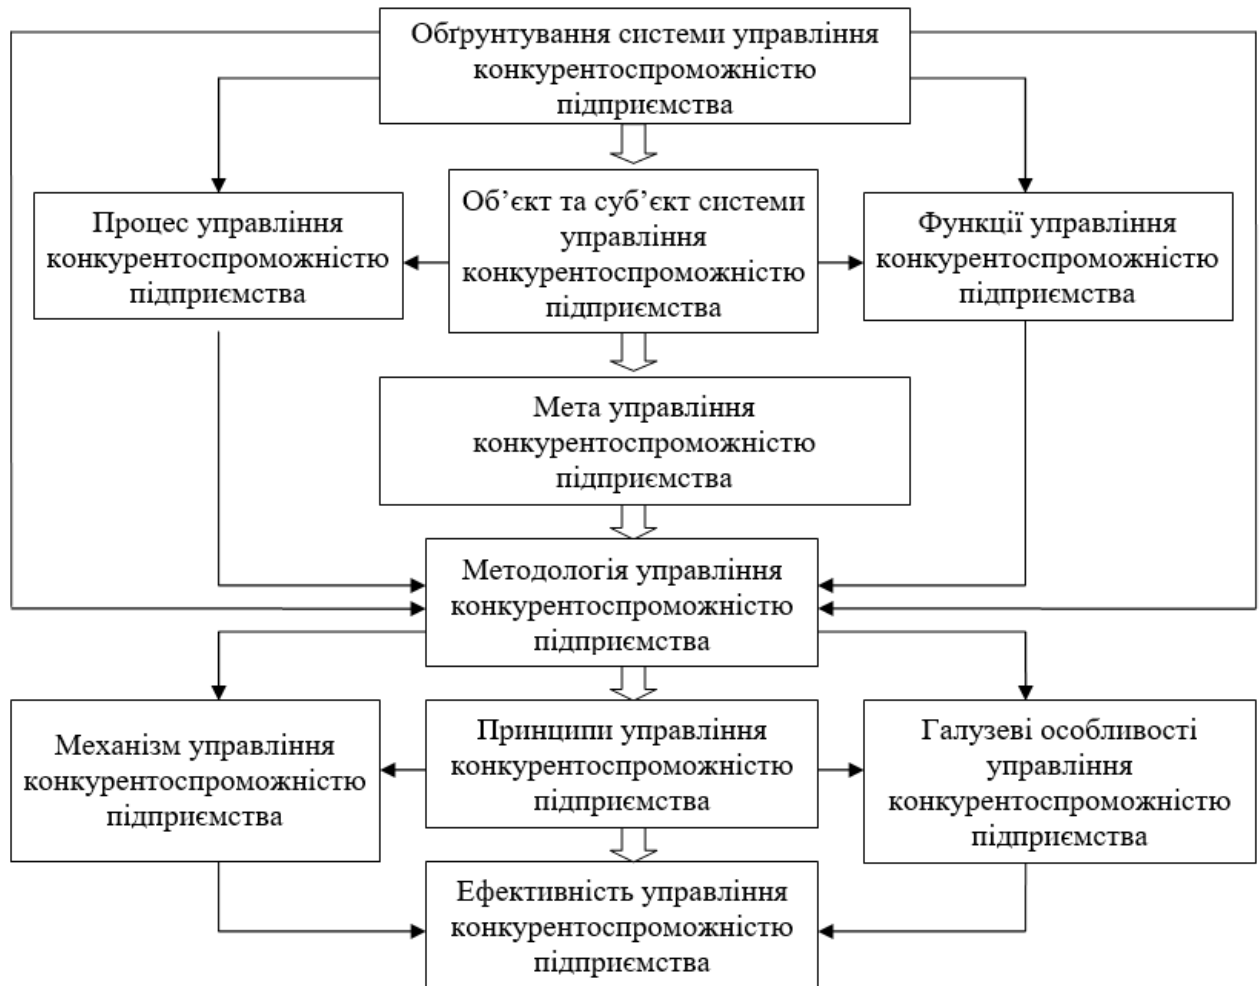 Обґрунтування системи управління
конкурентоспроможністю
підприємства
Процес управління
конкурентоспроможністю
підприємства
Об’єкт та суб’єкт системи
управління
конкурентоспроможністю
підприємства
Функції управління
конкурентоспроможністю
підприємства
Мета управління
конкурентоспроможністю
підприємства
Методологія управління
конкурентоспроможністю
підприємства
Механізм управління
конкурентоспроможністю
підприємства
Принципи управління
конкурентоспроможністю
підприємства
Галузеві особливості
управління
конкурентоспроможністю
підприємства
Ефективність управління
конкурентоспроможністю
підприємства